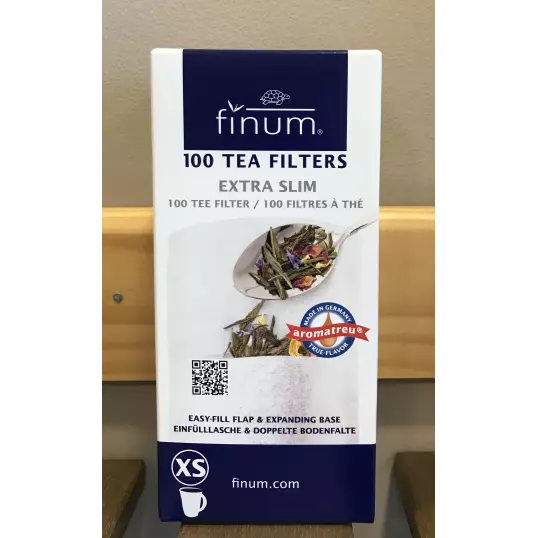 finum®
100 TEA FILTERS
EXTRA SLIM
100 TEE FILTER / 100 FILTRES À THÉ
MADE IN GERMANY
aromatreu®
TRUE-FLAVOR
EASY-FILL FLAP & EXPANDING BASE
EINFÜLLLASCHE & DOPPELTE BODENFALTE
XS
finum.com